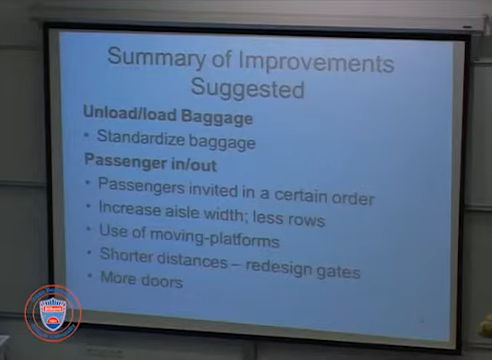 Summary of Improvements
Suggested
Unload/load Baggage
• Standardize baggage
Passenger in/out
• Passengers invited in a certain order
• Increase aisle width; less rows
• Use of moving-platforms
• Shorter distances – redesign gates
• More doors